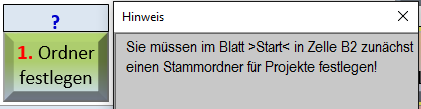 ?
1. Ordner
festlegen
Hinweis
Sie müssen im Blatt >Start< in Zelle B2 zunächst
einen Stammordner für Projekte festlegen!